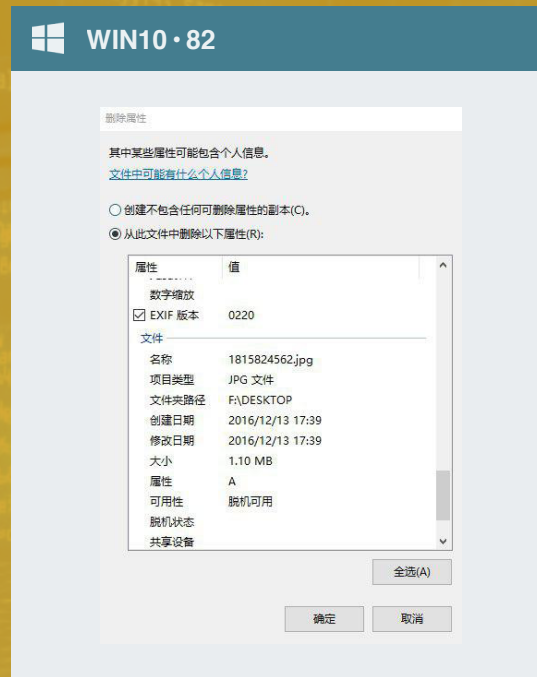 WIN10·82
删除属性
其中某些属性可能包含个人信息。
文件中可能有什么个人信息?
创建不包含任何可删除属性的副本(C)。
从此文件中删除以下属性(R):
属性 值
数字缩放
EXIF 版本 0220
文件
名称 1815824562.jpg
项目类型 JPG 文件
文件夹路径 F:\DESKTOP
创建日期 2016/12/13 17:39
修改日期 2016/12/13 17:39
大小 1.10 MB
属性 A
可用性 脱机可用
脱机状态
共享设备
全选(A)
确定 取消